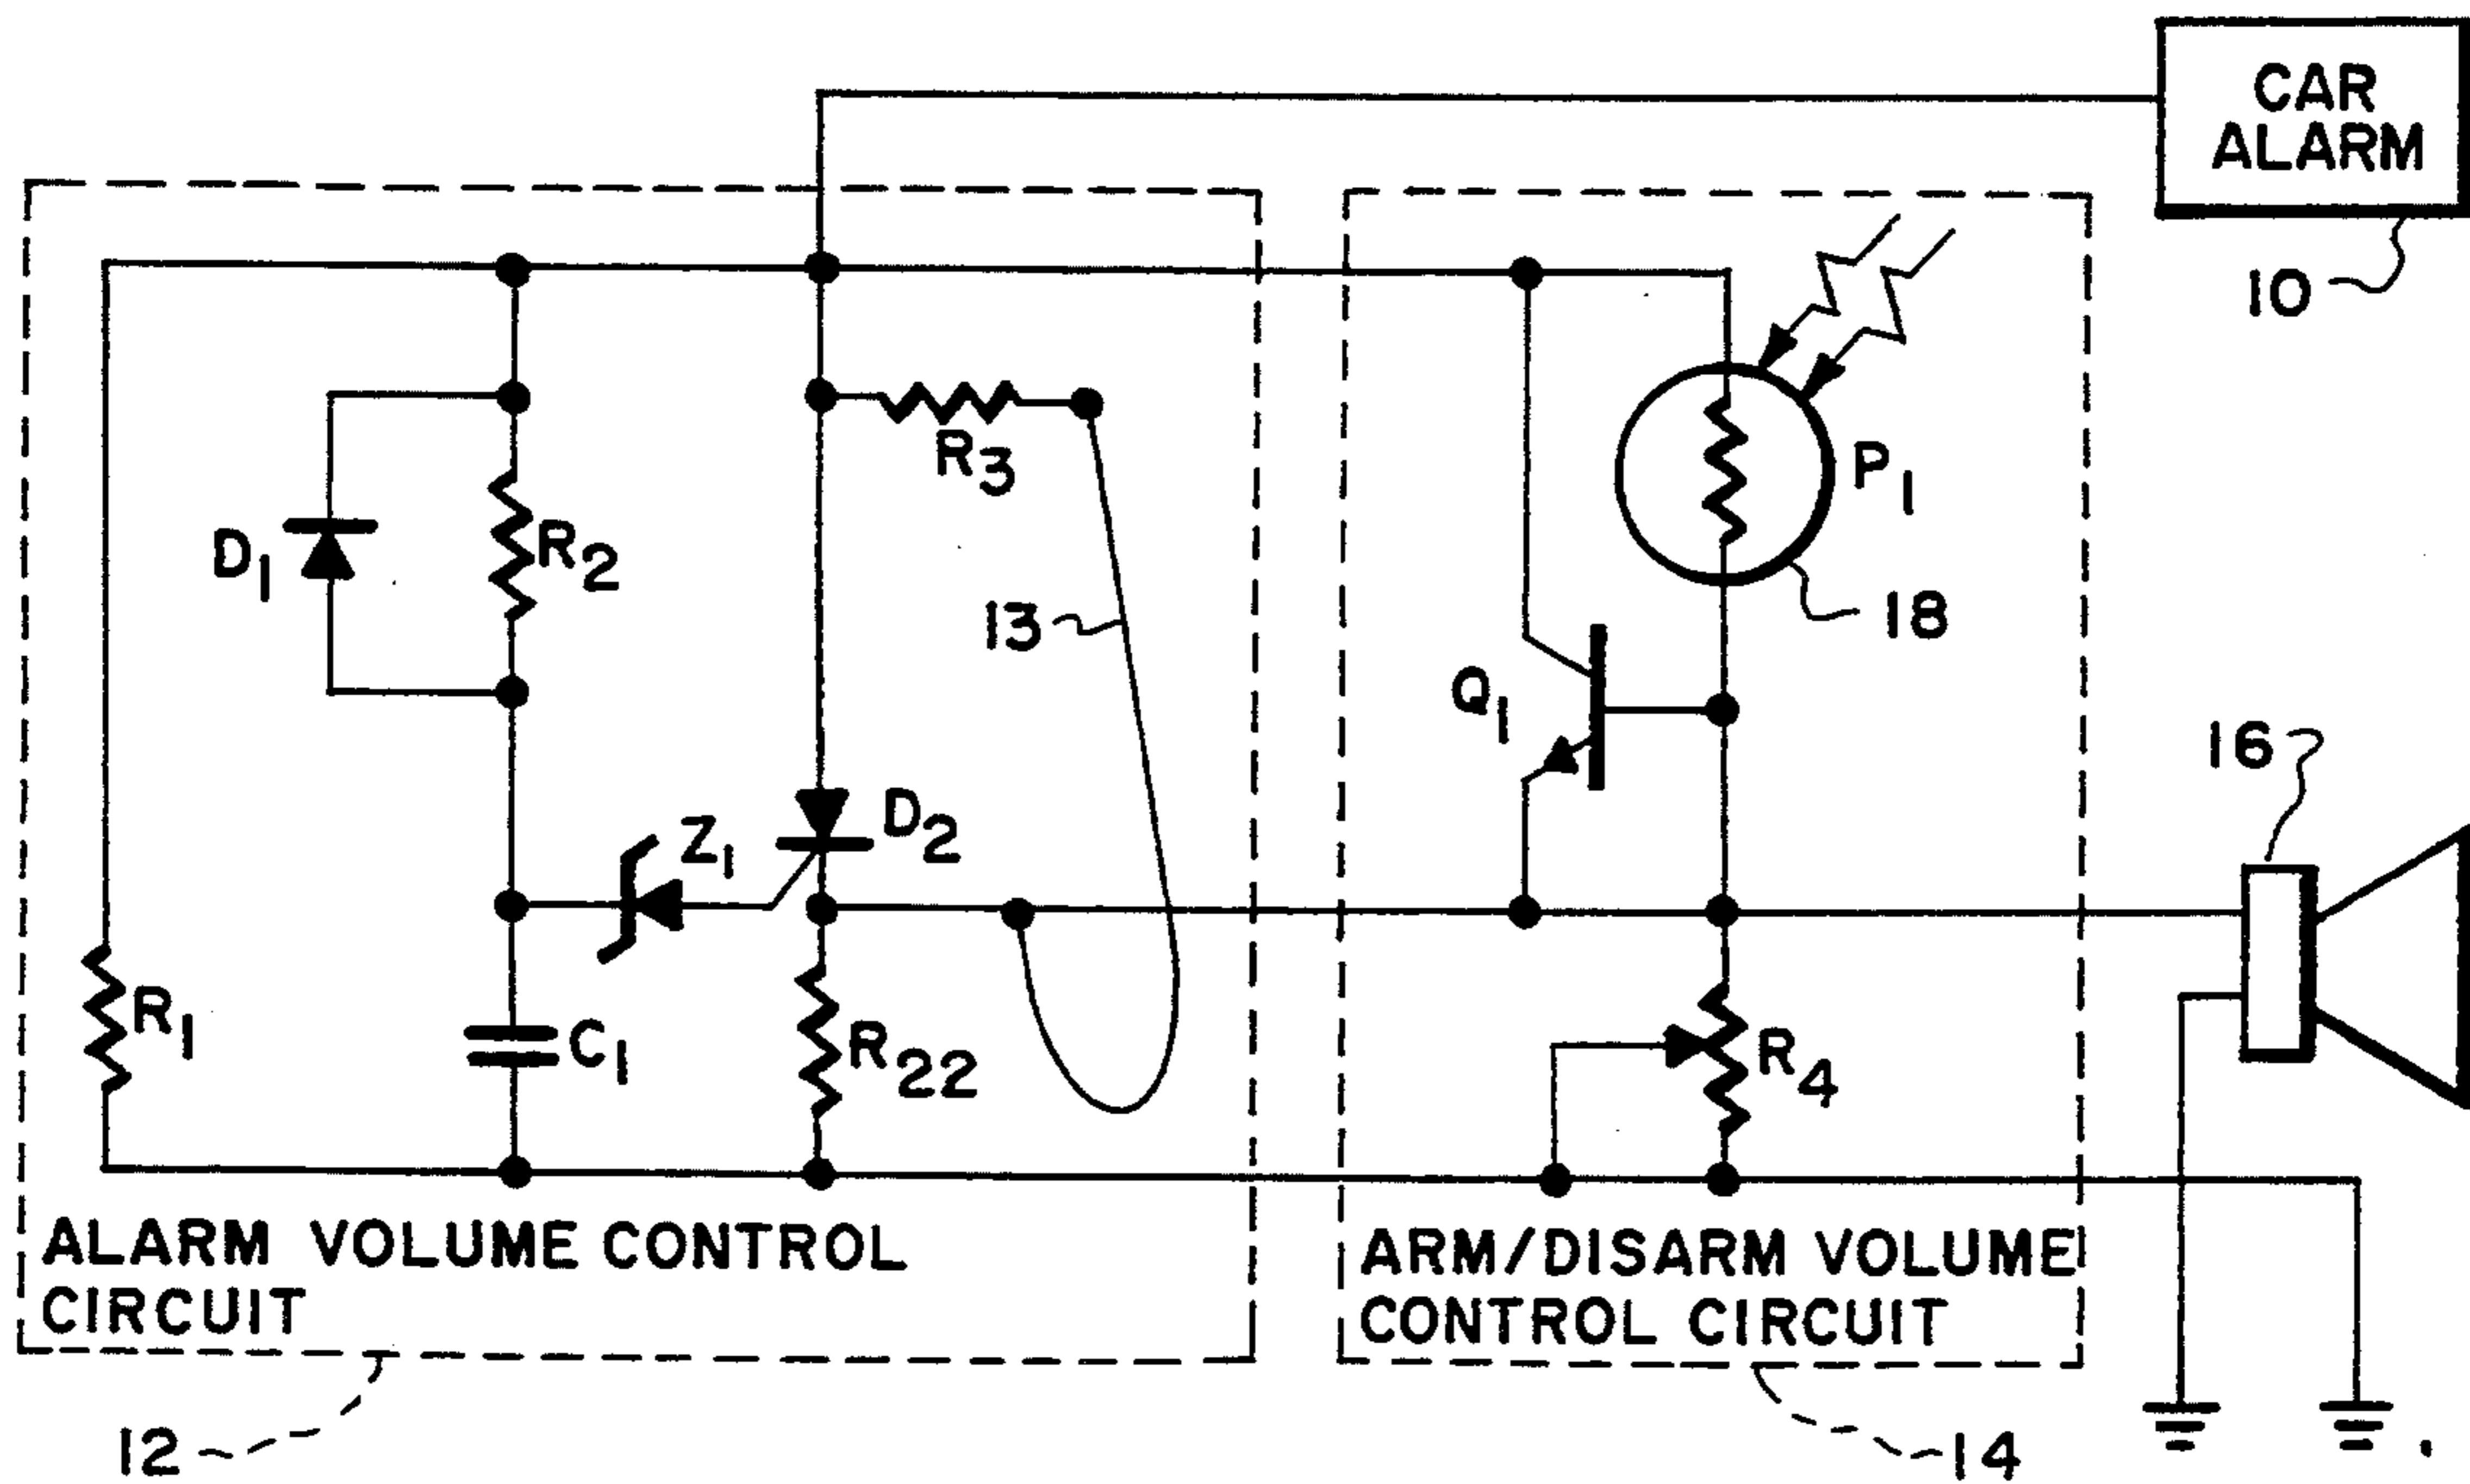 CAR
ALARM
10
D1
R2
R3
13
P1
18
Q1
16
Z1
D2
R1
C1
R22
R4
ALARM VOLUME CONTROL
CIRCUIT
ARM/DISARM VOLUME
CONTROL CIRCUIT
12
14